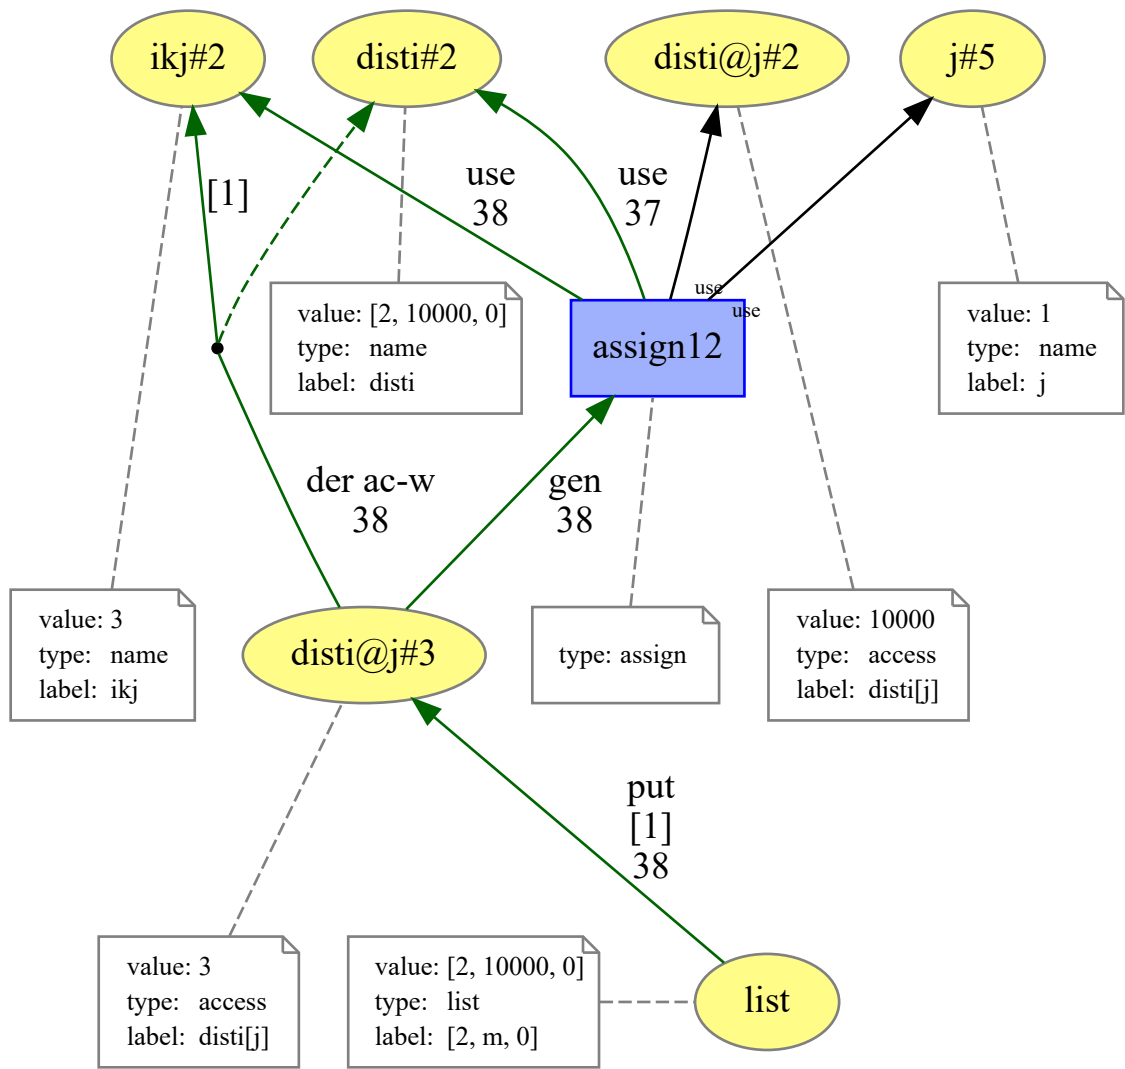 ikj#2
disti#2
disti@j#2
j#5
[1]
use
38
use
37
use
use
value: [2, 10000, 0]
type: name
label: disti
assign12
value: 1
type: name
label: j
der ac-w
38
gen
38
value: 3
type: name
label: ikj
disti@j#3
type: assign
value: 10000
type: access
label: disti[j]
put
[1]
38
value: 3
type: access
label: disti[j]
value: [2, 10000, 0]
type: list
label: [2, m, 0]
list